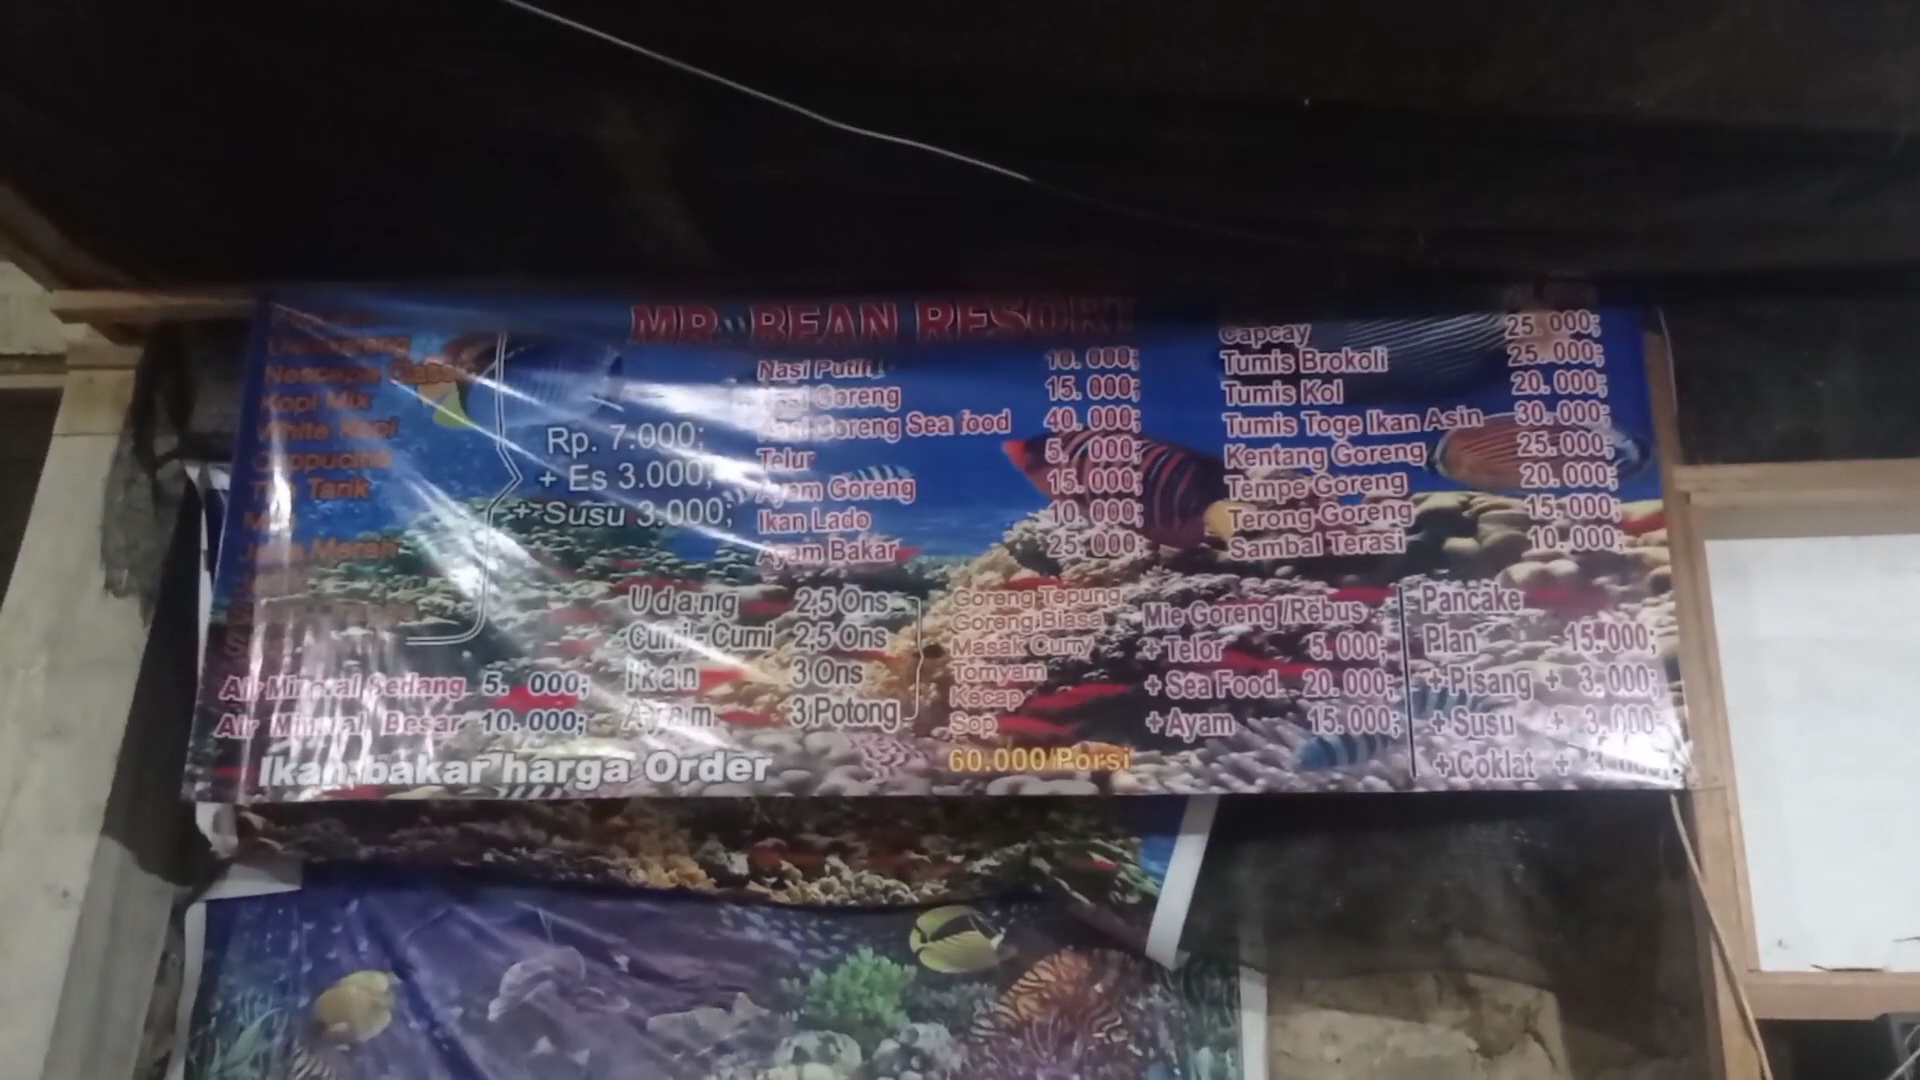 MR. BEAN RESORT
Kopi Mix
White Kopi
Cappucino
Teh Tarik
Jahe Merah
Rp. 7.000;
+ Es 3.000;
+ Susu 3.000;
Air Mineral Sedang 5. 000;
Air Mineral Besar 10. 000;
Ikan bakar harga Order
Nasi Putih 10. 000;
Nasi Goreng 15. 000;
Nasi Goreng Sea food 40. 000;
Telur 5. 000;
Ayam Goreng 15. 000;
Ikan Lado 10. 000;
Ayam Bakar 25. 000;
Capcay 25. 000;
Tumis Brokoli 25. 000;
Tumis Kol 20. 000;
Tumis Toge Ikan Asin 30. 000;
Kentang Goreng 25.000;
Tempe Goreng 20. 000;
Terong Goreng 15. 000;
Sambal Terasi 10. 000;
Udang 2,5 Ons
Cumi - Cumi 2,5 Ons
Ikan 3 Ons
Ayam 3 Potong
Goreng Tepung
Goreng Biasa
Masak Curry
Tomyam
Kecap
Sop
60.000/Porsi
Mie Goreng /Rebus
+ Telor 5.000;
+ Sea Food 20. 000;
+ Ayam 15.000;
Pancake
Plan 15.000;
+ Pisang + 3.000;
+ Susu + 3.000;
+ Coklat +